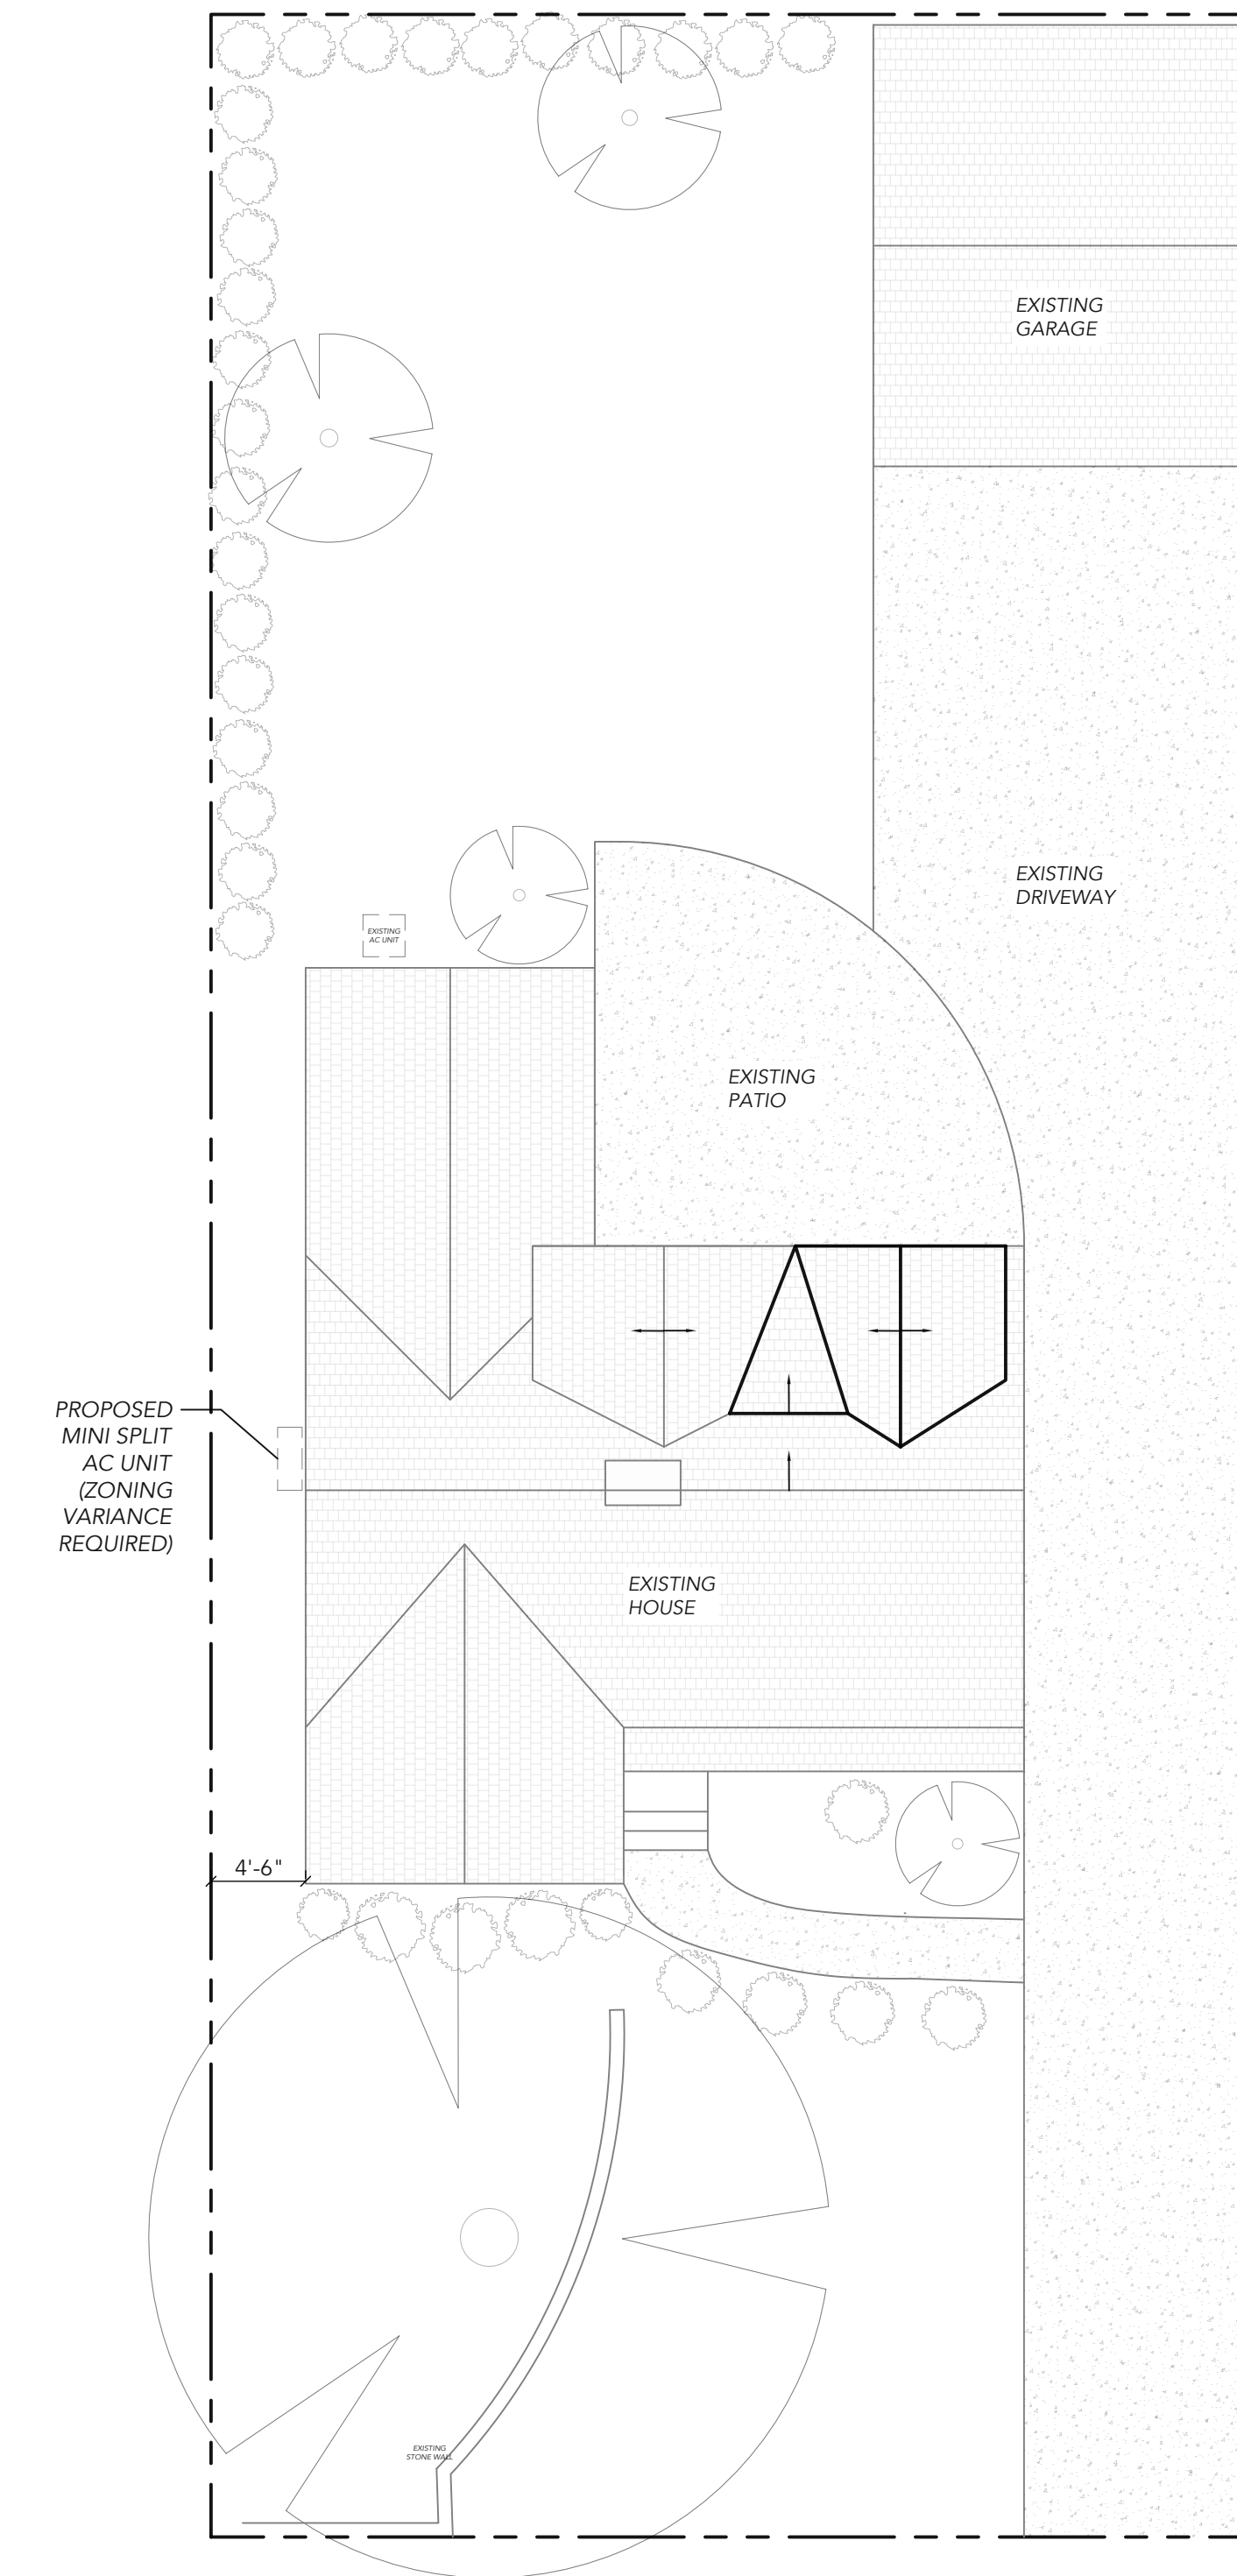 EXISTING
GARAGE
EXISTING
DRIVEWAY
EXISTING
AC UNIT
EXISTING
PATIO
PROPOSED
MINI SPLIT
AC UNIT
(ZONING
VARIANCE
REQUIRED)
EXISTING
HOUSE
4'-6"
EXISTING
STONE WALL